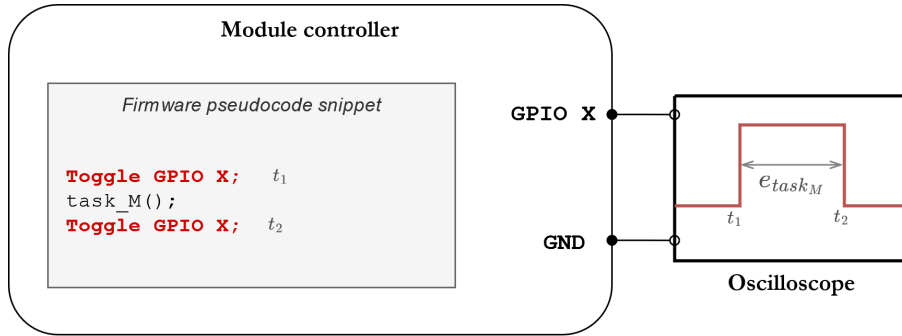 Module controller
Firmware pseudocode snippet
Toggle GPIO X; t1
task_M();
Toggle GPIO X; t2
GPIO X
GND
e_task_M
t1 t2
Oscilloscope